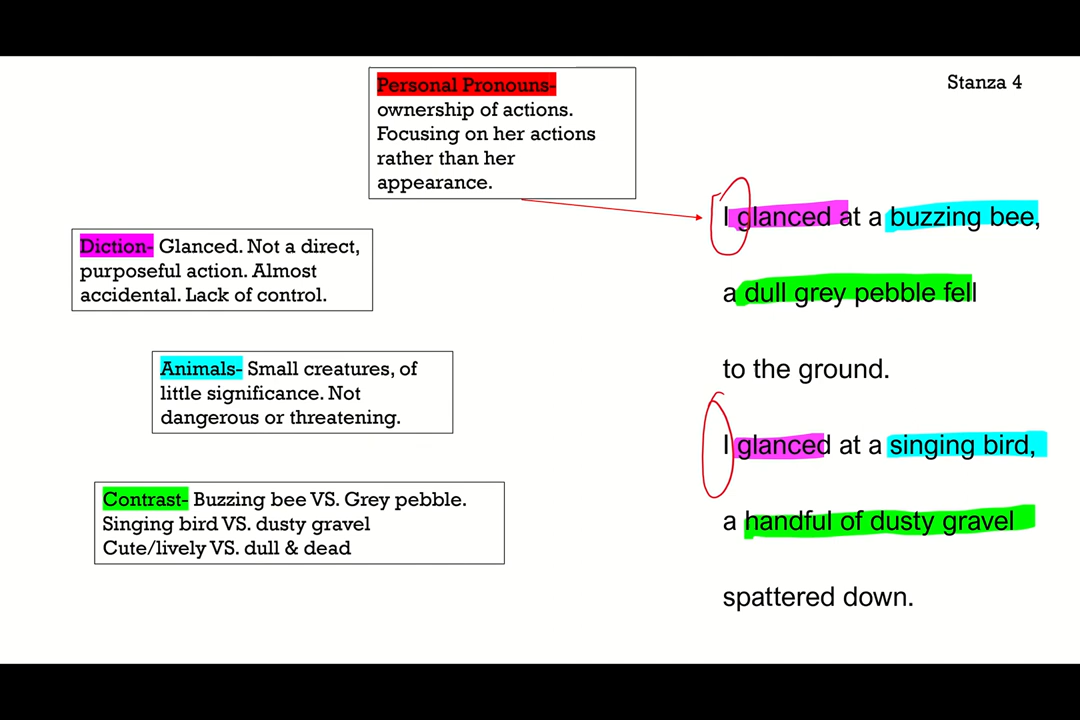 Personal Pronouns-
ownership of actions.
Focusing on her actions
rather than her
appearance.
Stanza 4
Diction- Glanced. Not a direct,
purposeful action. Almost
accidental. Lack of control.
Animals- Small creatures, of
little significance. Not
dangerous or threatening.
Contrast- Buzzing bee VS. Grey pebble.
Singing bird VS. dusty gravel
Cute/lively VS. dull & dead
I glanced at a buzzing bee,
a dull grey pebble fell
to the ground.
I glanced at a singing bird,
a handful of dusty gravel
spattered down.